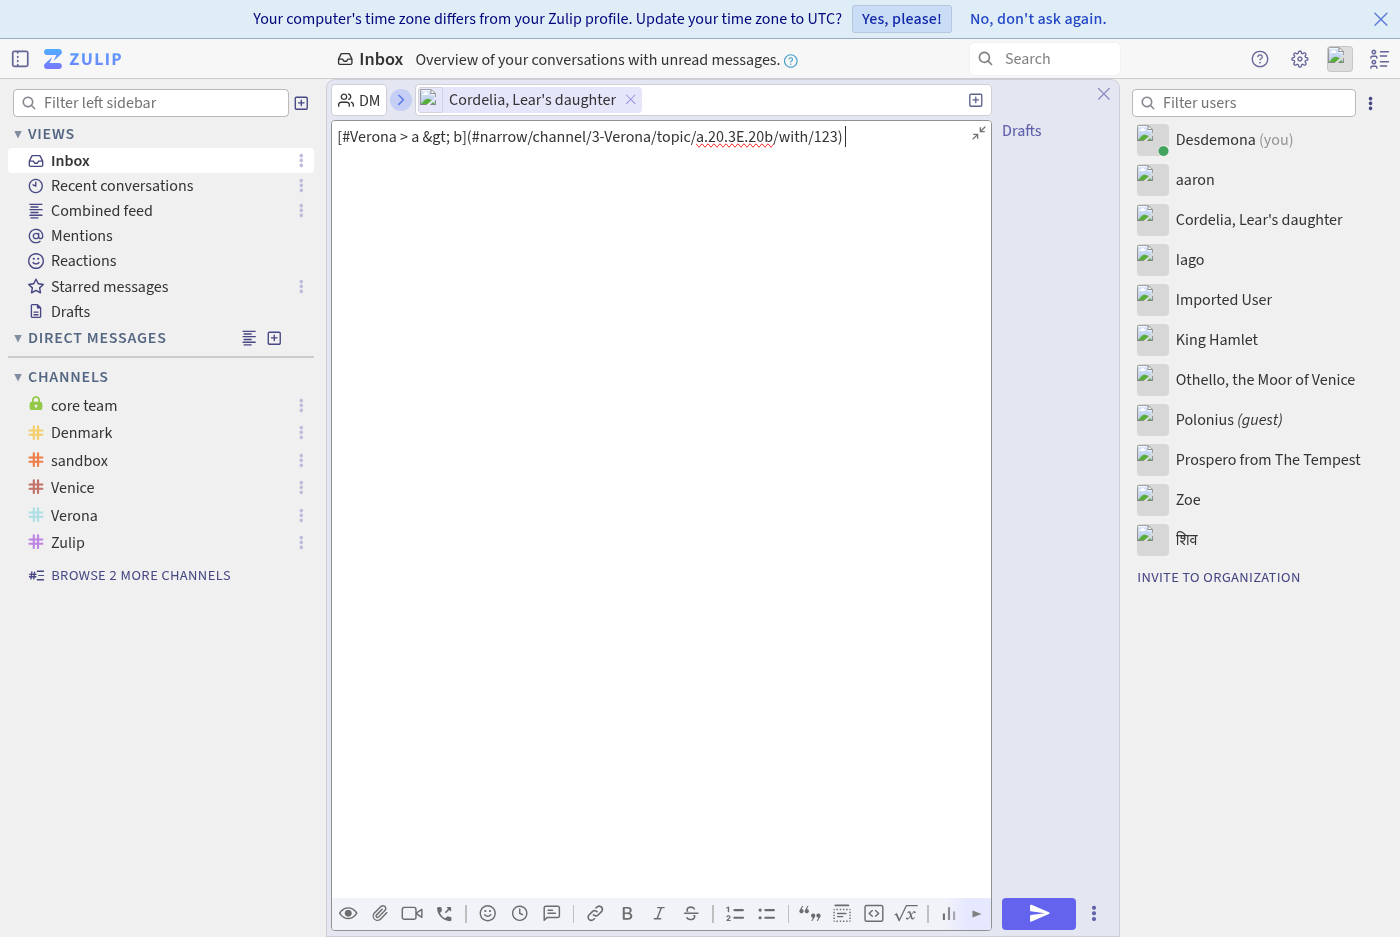 Your computer's time zone differs from your Zulip profile. Update your time zone to UTC? Yes, please! No, don't ask again.
ZULIP
Inbox Overview of your conversations with unread messages.
Search
Filter left sidebar
VIEWS
Inbox
Recent conversations
Combined feed
Mentions
Reactions
Starred messages
Drafts
DIRECT MESSAGES
CHANNELS
core team
Denmark
sandbox
Venice
Verona
Zulip
BROWSE 2 MORE CHANNELS
DM
Cordelia, Lear's daughter
[#Verona > a &gt; b](#narrow/channel/3-Verona/topic/a.20.3E.20b/with/123)
Drafts
Filter users
Desdemona (you)
aaron
Cordelia, Lear's daughter
Iago
Imported User
King Hamlet
Othello, the Moor of Venice
Polonius (guest)
Prospero from The Tempest
Zoe
शिव
INVITE TO ORGANIZATION